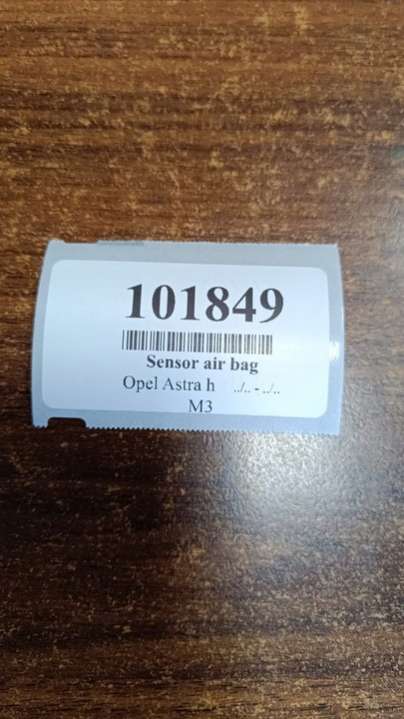 101849
Sensor air bag
Opel Astra h ../.. - ../..
M3